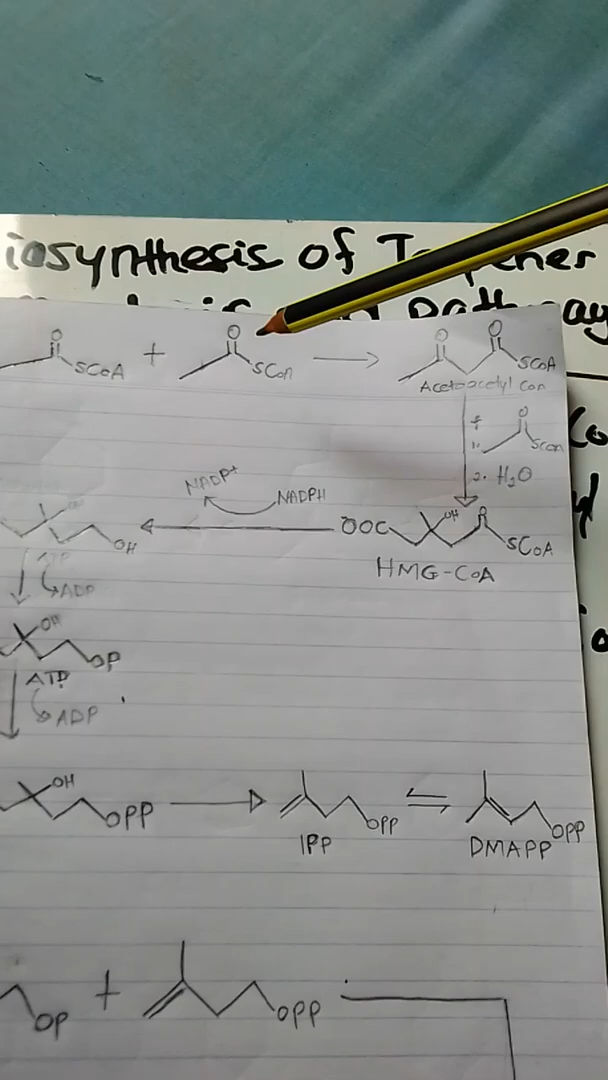 iosynthesis of
O O O O
SCoA + SCoA → SCoA
Acetoacetyl CoA
+ O
1. SCoA
2. H₂O
NADP+ NADPH
OH OOC OH O SCoA
HMG-CoA
ADP
OH
OP
ATP
ADP
OH
OPP OPP OPP
IPP DMAPP
OP + OPP